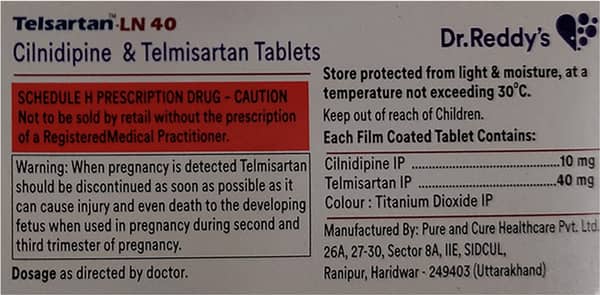 Telsartan™-LN 40
Cilnidipine & Telmisartan Tablets
SCHEDULE H PRESCRIPTION DRUG - CAUTION
Not to be sold by retail without the prescription
of a RegisteredMedical Practitioner.
Warning: When pregnancy is detected Telmisartan
should be discontinued as soon as possible as it
can cause injury and even death to the developing
fetus when used in pregnancy during second and
third trimester of pregnancy.
Dosage as directed by doctor.
Dr.Reddy's
Store protected from light & moisture, at a
temperature not exceeding 30°C.
Keep out of reach of Children.
Each Film Coated Tablet Contains:
Cilnidipine IP ..........................................10 mg
Telmisartan IP ..........................................40 mg
Colour : Titanium Dioxide IP
Manufactured By: Pure and Cure Healthcare Pvt. Ltd.
26A, 27-30, Sector 8A, IIE, SIDCUL,
Ranipur, Haridwar - 249403 (Uttarakhand)